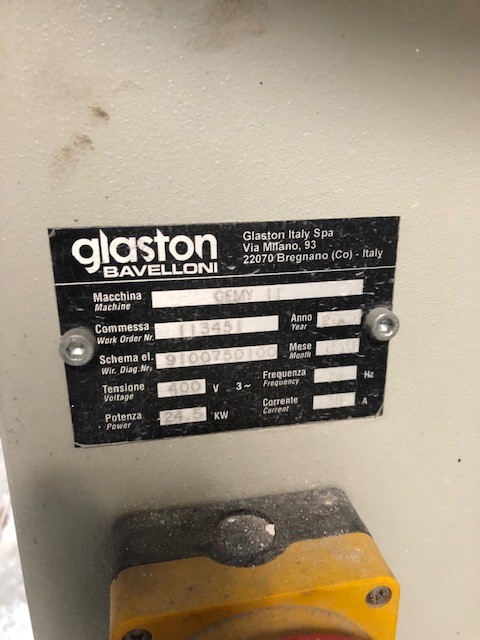 glaston
BAVELLONI
Glaston Italy Spa
Via Milano, 93
22070 Bregnano (Co) - Italy
Macchina GEMY 11
Machine
Commessa 113451
Work Order Nr.
Anno
Year
Schema el. 9100750100
Wir. Diag. Nr.
Mese
Month
Tensione 400 V 3~
Voltage
Frequenza Hz
Frequency
Potenza 24.5 KW
Power
Corrente A
Current